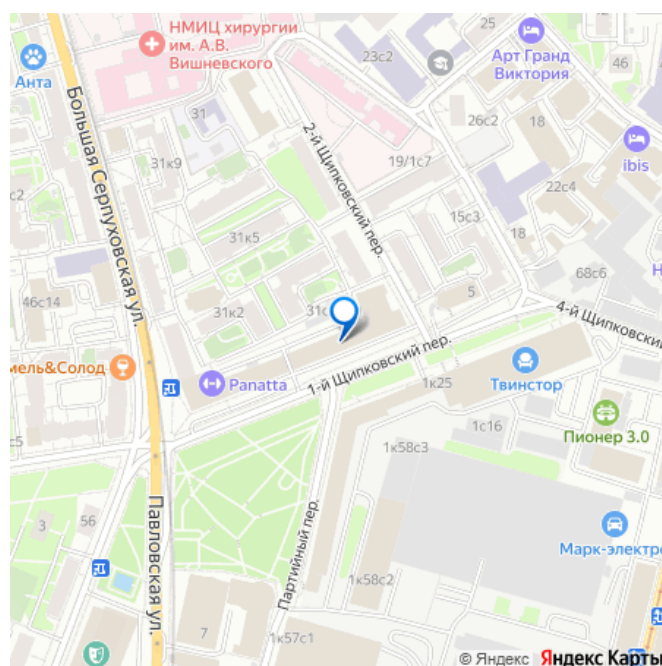 НМИЦ хирургии
им. А.В.
Вишневского
25
23с2
Арт Гранд
Виктория
46
Анта
Большая Серпуховская ул.
31
2-й Щипковский пер.
26с2
18
ibis
31к9
19/1с7
22с4
с2
15с3
31к5
18
68с6
Н
46с14
31к2
31с
5
4-й Щипковский
мель&Солод
Panatta
1-й Щипковский пер.
1к25
Твинстор
с5
1с16
Пионер 3.0
1к58с3
56
3
Павловская ул.
Партийный пер.
Марк-электро
1к58с2
7
1к57с1
© Яндекс Яндекс Карты